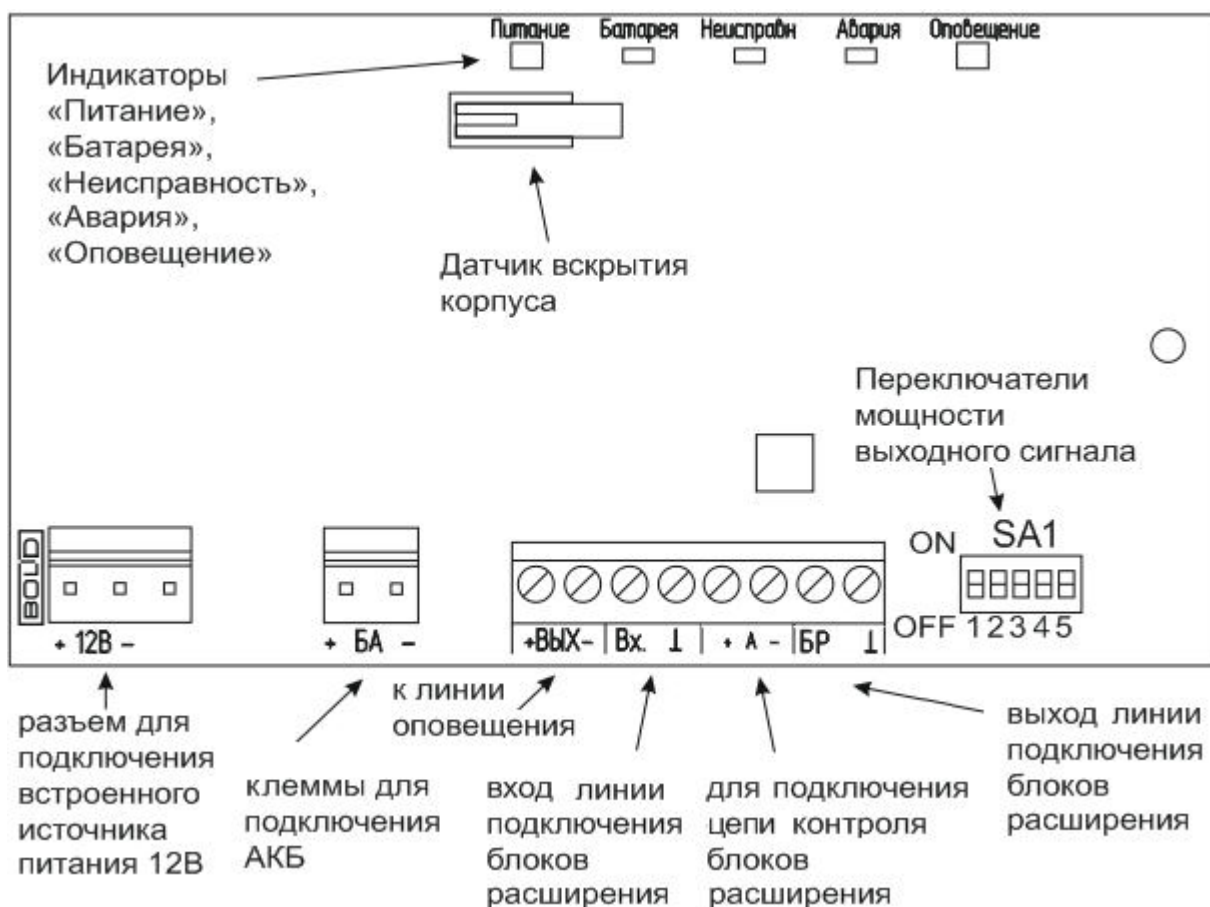 Питание Батарея Неисправн Авария Оповещение
Индикаторы
«Питание»,
«Батарея»,
«Неисправность»,
«Авария»,
«Оповещение»
Датчик вскрытия
корпуса
Переключатели
мощности
выходного сигнала
BOLID
ON SA1
OFF 1 2 3 4 5
+ 12В -
+ БА -
+ВЫХ- Вх. ⊥ + А - БР ⊥
разъем для
подключения
встроенного
источника
питания 12В
клеммы для
подключения
АКБ
к линии
оповещения
вход линии
подключения
блоков
расширения
для подключения
цепи контроля
блоков
расширения
выход линии
подключения
блоков
расширения